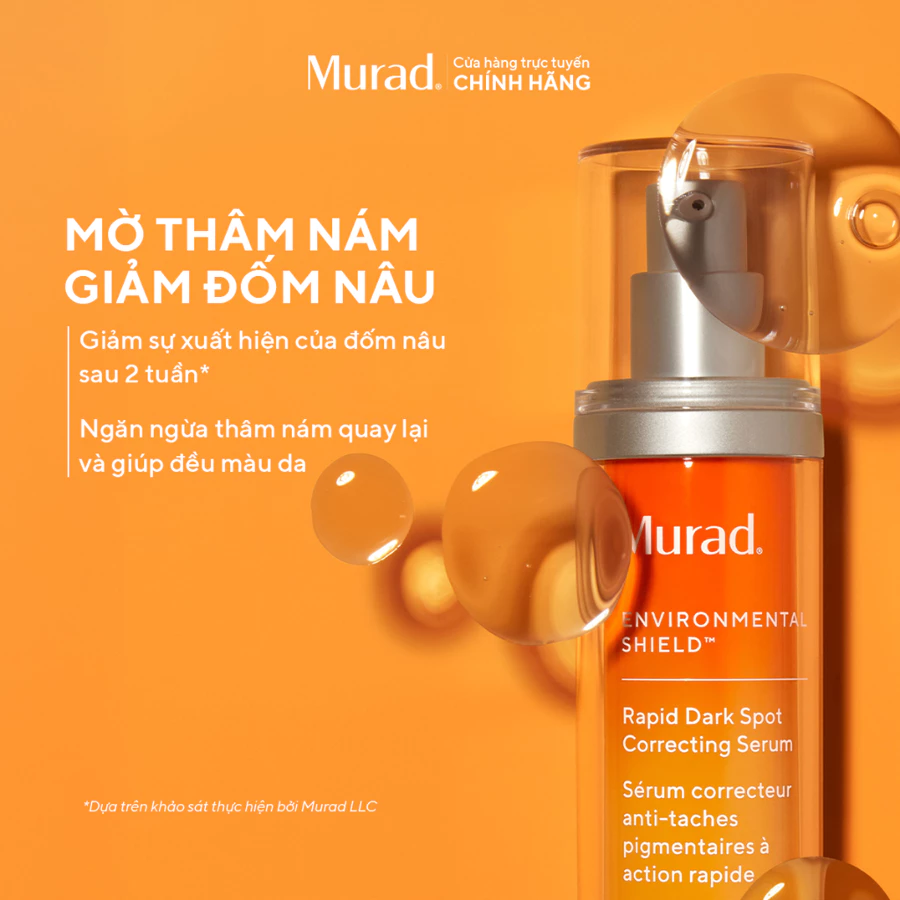 Murad® Cửa hàng trực tuyến
CHÍNH HÃNG
MỜ THÂM NÁM
GIẢM ĐỐM NÂU
Giảm sự xuất hiện của đốm nâu
sau 2 tuần*
Ngăn ngừa thâm nám quay lại
và giúp đều màu da
Murad®
ENVIRONMENTAL
SHIELD™
Rapid Dark Spot
Correcting Serum
Sérum correcteur
anti-taches
pigmentaires à
action rapide
*Dựa trên khảo sát thực hiện bởi Murad LLC